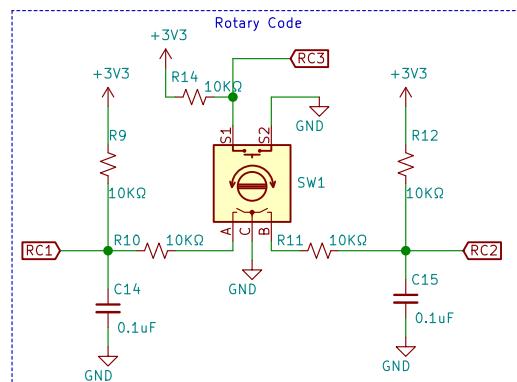 Rotary Code
+3V3
RC3
R14
10KΩ
+3V3
+3V3
GND
S1
S2
R9
R12
SW1
10KΩ
10KΩ
A
C
B
RC1
R10
10KΩ
R11
10KΩ
RC2
GND
C14
C15
0.1uF
0.1uF
GND
GND